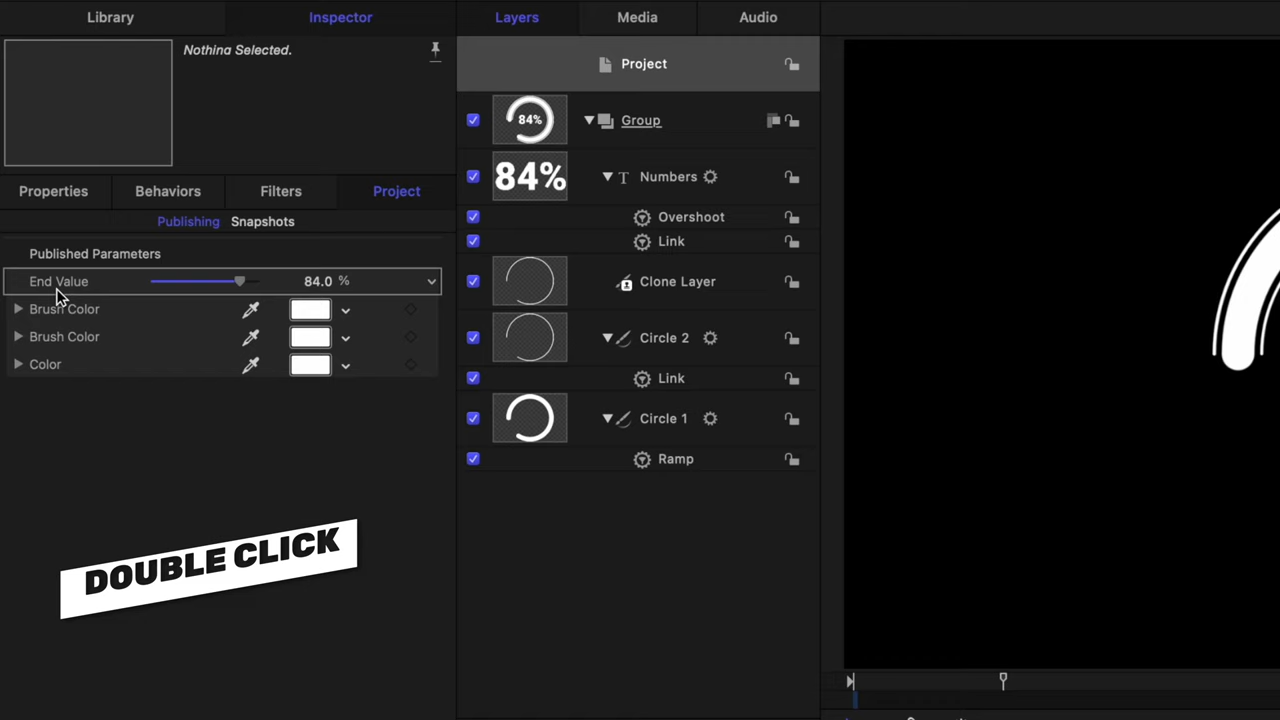 Library
Inspector
Layers
Media
Audio
Nothing Selected.
Project
84%
Group
Properties
Behaviors
Filters
Project
84%
Numbers
Publishing
Snapshots
Overshoot
Link
Published Parameters
End Value
84.0 %
Clone Layer
Brush Color
Brush Color
Circle 2
Color
Link
Circle 1
Ramp
DOUBLE CLICK